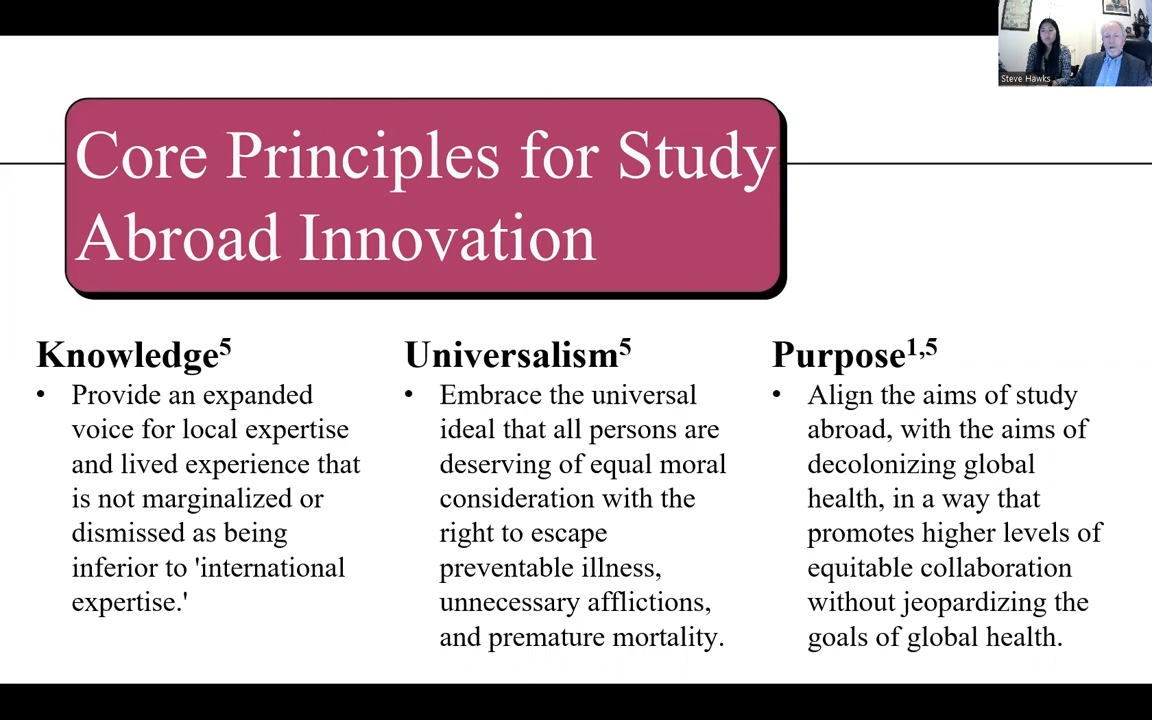 Steve Hawks
Core Principles for Study
Abroad Innovation
Knowledge5
• Provide an expanded
voice for local expertise
and lived experience that
is not marginalized or
dismissed as being
inferior to 'international
expertise.'
Universalism5
• Embrace the universal
ideal that all persons are
deserving of equal moral
consideration with the
right to escape
preventable illness,
unnecessary afflictions,
and premature mortality.
Purpose1,5
• Align the aims of study
abroad, with the aims of
decolonizing global
health, in a way that
promotes higher levels of
equitable collaboration
without jeopardizing the
goals of global health.